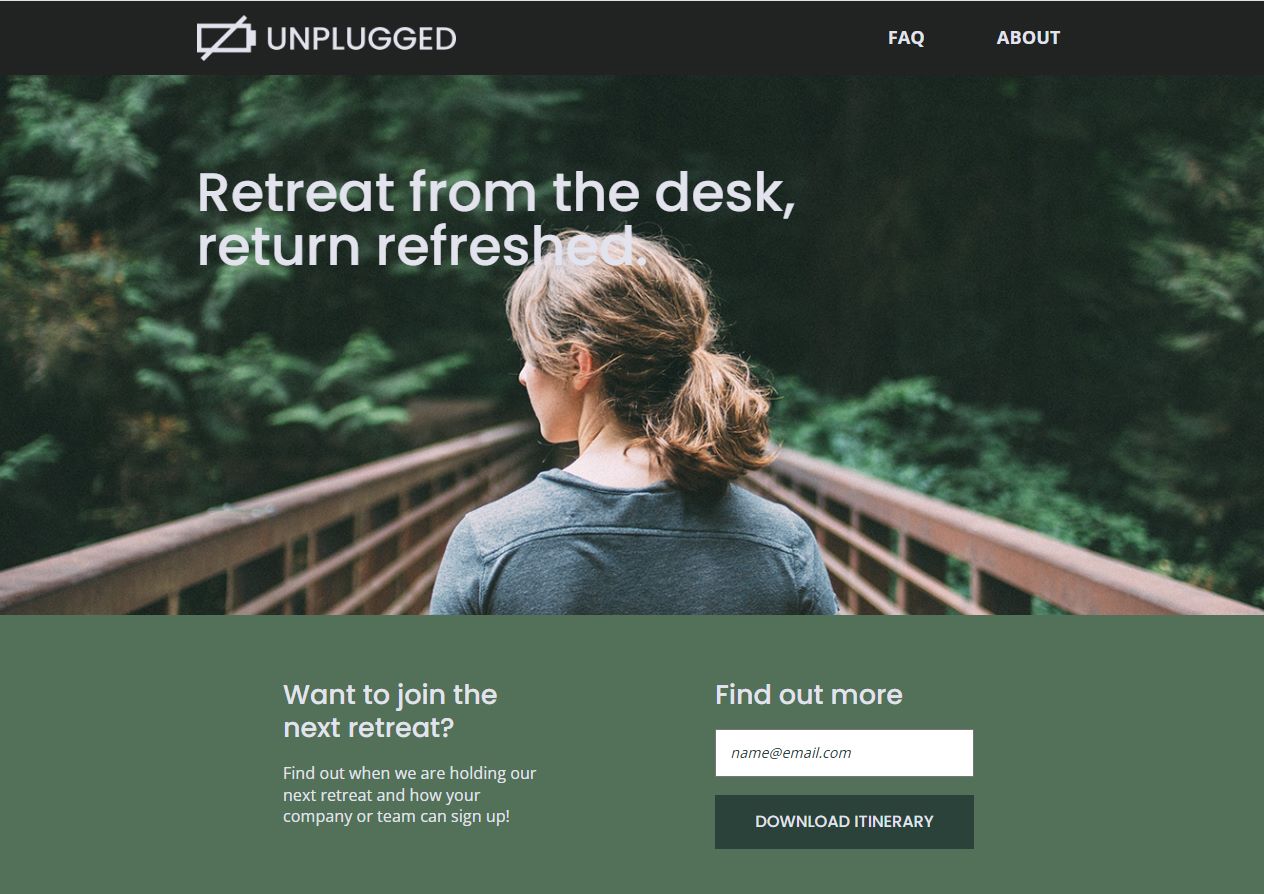 UNPLUGGED
FAQ
ABOUT
Retreat from the desk,
return refreshed.
Want to join the
next retreat?
Find out when we are holding our
next retreat and how your
company or team can sign up!
Find out more
name@email.com
DOWNLOAD ITINERARY